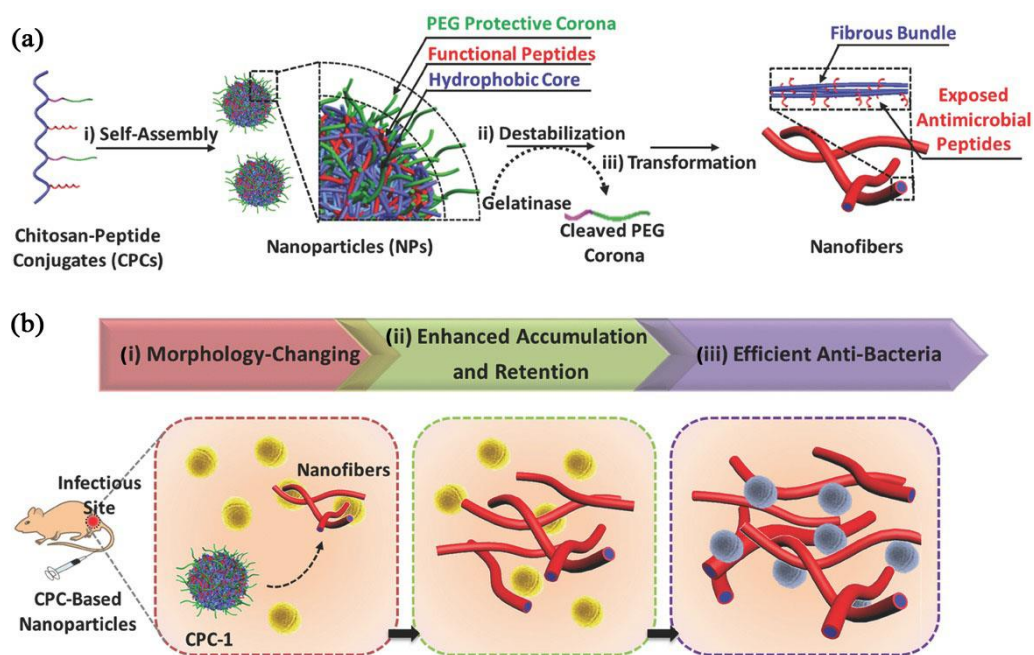 (a)
PEG Protective Corona
Functional Peptides
Hydrophobic Core
Fibrous Bundle
i) Self-Assembly
ii) Destabilization
iii) Transformation
Exposed
Antimicrobial
Peptides
Gelatinase
Cleaved PEG
Corona
Chitosan-Peptide
Conjugates (CPCs)
Nanoparticles (NPs)
Nanofibers
(b)
(i) Morphology-Changing
(ii) Enhanced Accumulation
and Retention
(iii) Efficient Anti-Bacteria
Infectious
Site
CPC-Based
Nanoparticles
Nanofibers
CPC-1